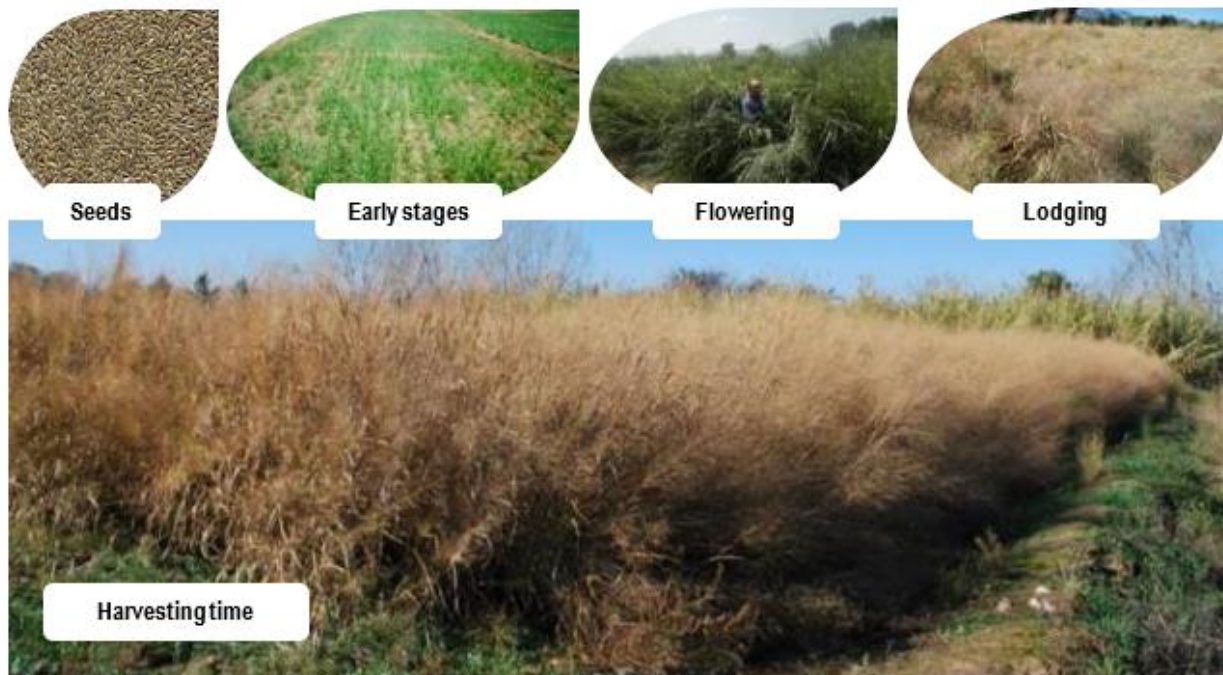 Seeds
Early stages
Flowering
Lodging
Harvesting time